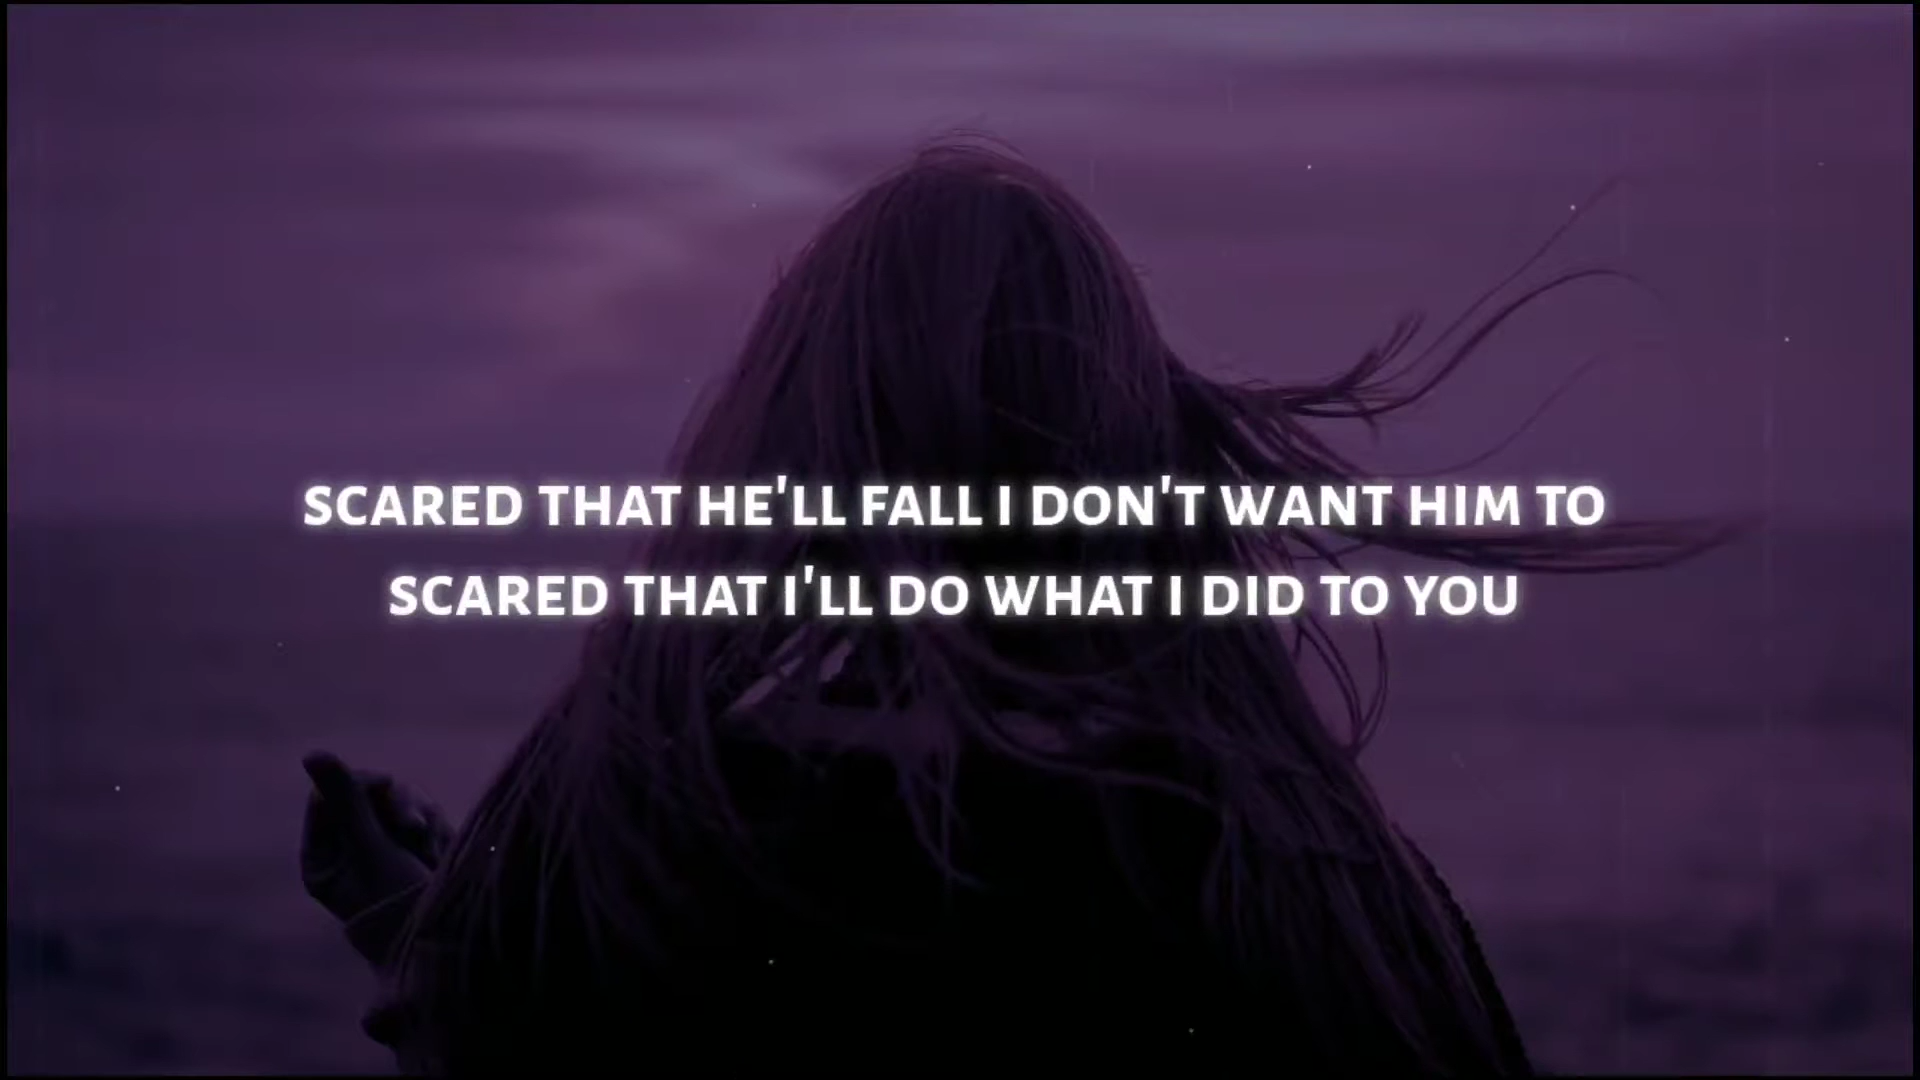 SCARED THAT HE'LL FALL I DON'T WANT HIM TO
SCARED THAT I'LL DO WHAT I DID TO YOU